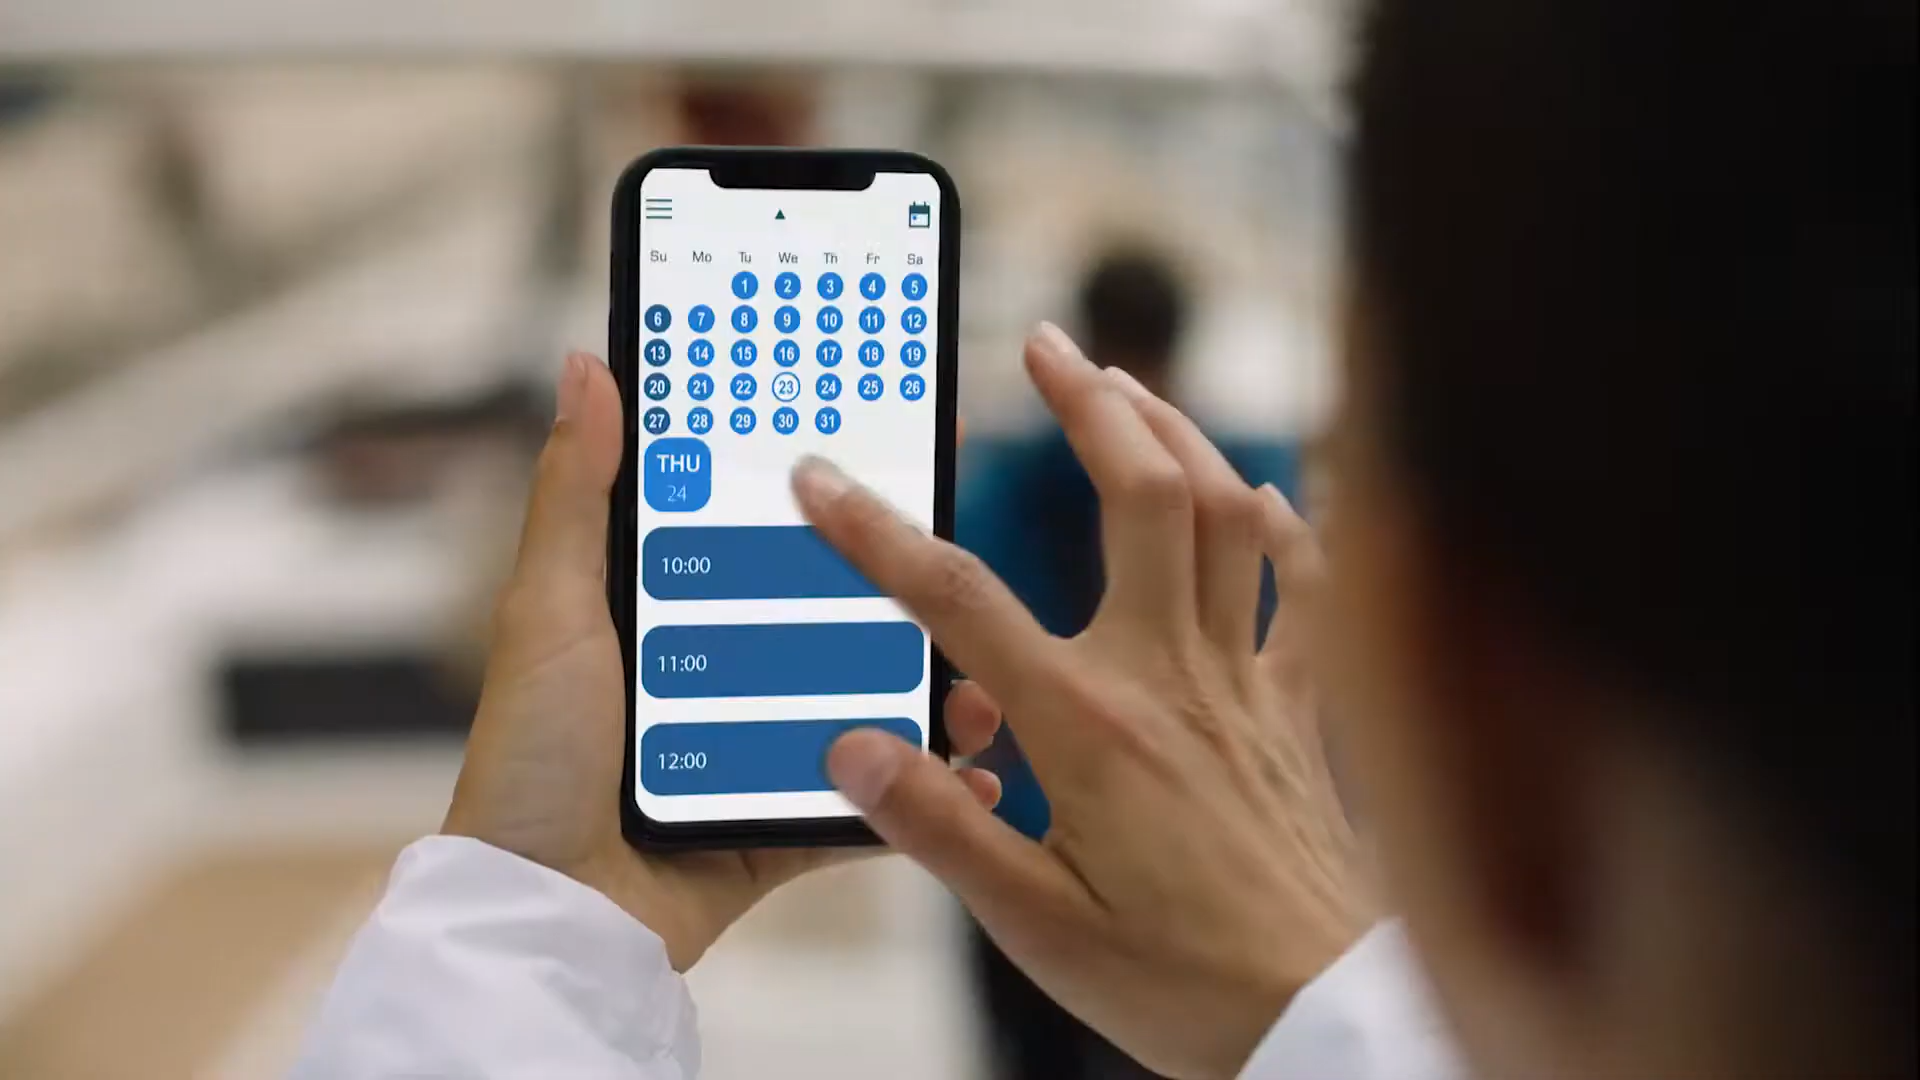 Su Mo Tu We Th Fr Sa
1 2 3 4 5
6 7 8 9 10 11 12
13 14 15 16 17 18 19
20 21 22 23 24 25 26
27 28 29 30 31
THU
24
10:00
11:00
12:00